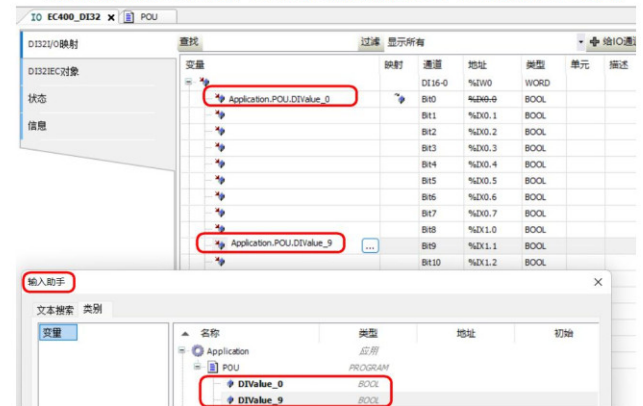 IO EC400_DI32 × POU
DI32I/O映射
DI32IEC对象
状态
信息
查找 过滤 显示所有 给IO通
变量 映射 通道 地址 类型 单元 描述
DI16-0 %IW0 WORD
Application.POU.DIValue_0 Bit0 %IX0.0 BOOL
Bit1 %IX0.1 BOOL
Bit2 %IX0.2 BOOL
Bit3 %IX0.3 BOOL
Bit4 %IX0.4 BOOL
Bit5 %IX0.5 BOOL
Bit6 %IX0.6 BOOL
Bit7 %IX0.7 BOOL
Bit8 %IX1.0 BOOL
Application.POU.DIValue_9 ... Bit9 %IX1.1 BOOL
Bit10 %IX1.2 BOOL
输入助手 ×
文本搜索 类别
变量
名称 类型 地址 初始
Application 应用
POU PROGRAM
DIValue_0 BOOL
DIValue_9 BOOL